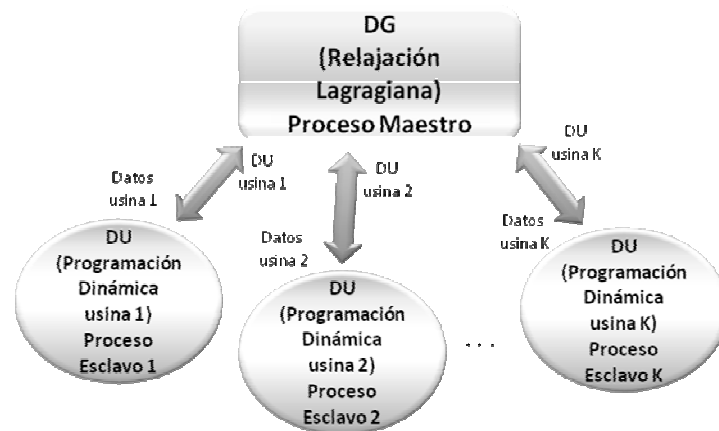 DG
(Relajación
Lagragiana)
Proceso Maestro
Datos
usina 1
DU
usina 1
DU
usina 2
Datos
usina 2
DU
usina K
Datos
usina K
DU
(Programación
Dinámica
usina 1)
Proceso
Esclavo 1
DU
(Programación
Dinámica
usina 2)
Proceso
Esclavo 2
. . .
DU
(Programación
Dinámica
usina K)
Proceso
Esclavo K